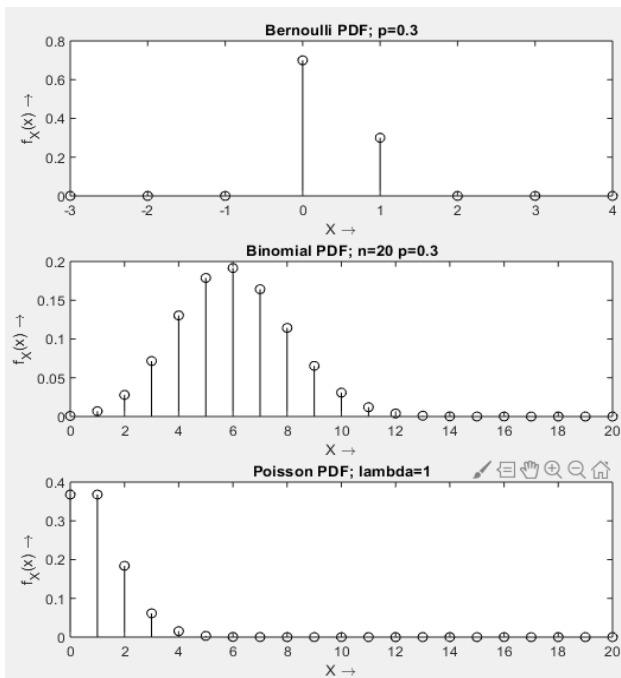 Bernoulli PDF; p=0.3
0.8
0.6
0.4
0.2
0
f_X(x) →
-3 -2 -1 0 1 2 3 4
X →
Binomial PDF; n=20 p=0.3
0.2
0.15
0.1
0.05
0
f_X(x) →
0 2 4 6 8 10 12 14 16 18 20
X →
Poisson PDF; lambda=1
0.4
0.3
0.2
0.1
0
f_X(x) →
0 2 4 6 8 10 12 14 16 18 20
X →